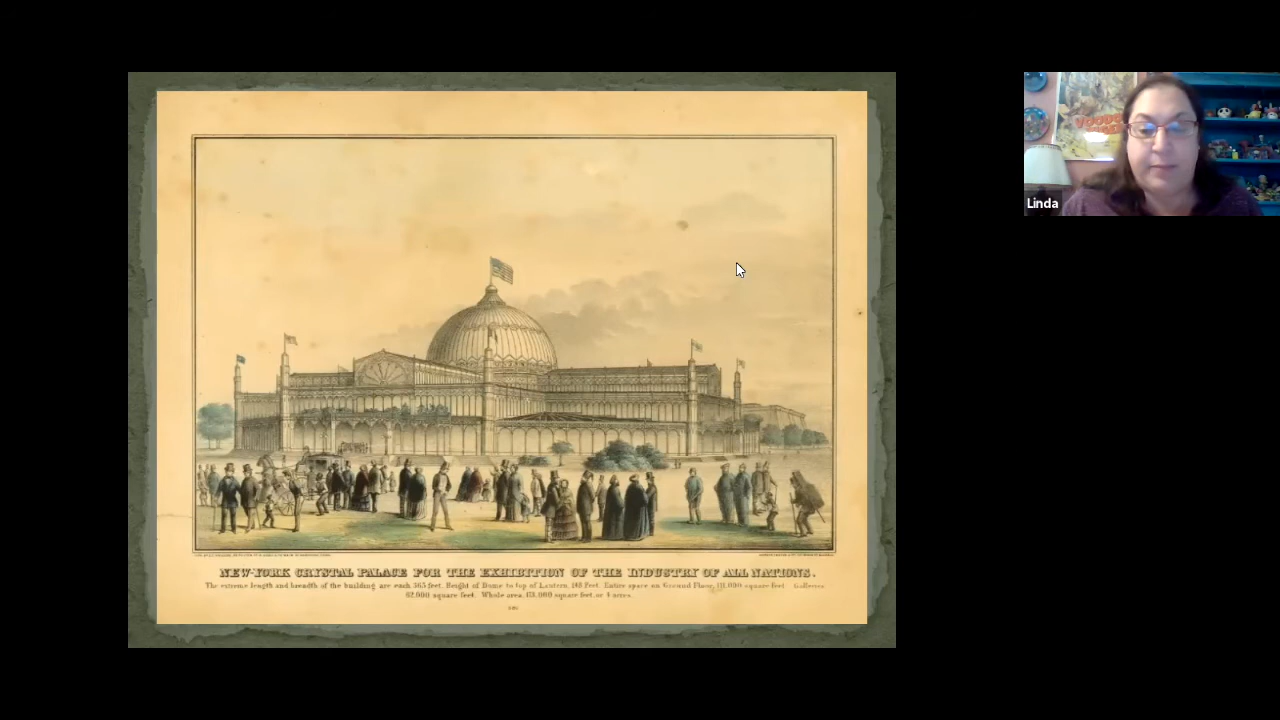 NEW-YORK CRYSTAL PALACE FOR THE EXHIBITION OF THE INDUSTRY OF ALL NATIONS.
The extreme length and breadth of the building are each 365 feet. Height of Dome to top of Lantern, 148 Feet. Entire space on Ground Floor, 111,000 square feet. Galleries
62,000 square feet. Whole area, 173,000 square feet, or 4 acres.
VOODOO
Linda